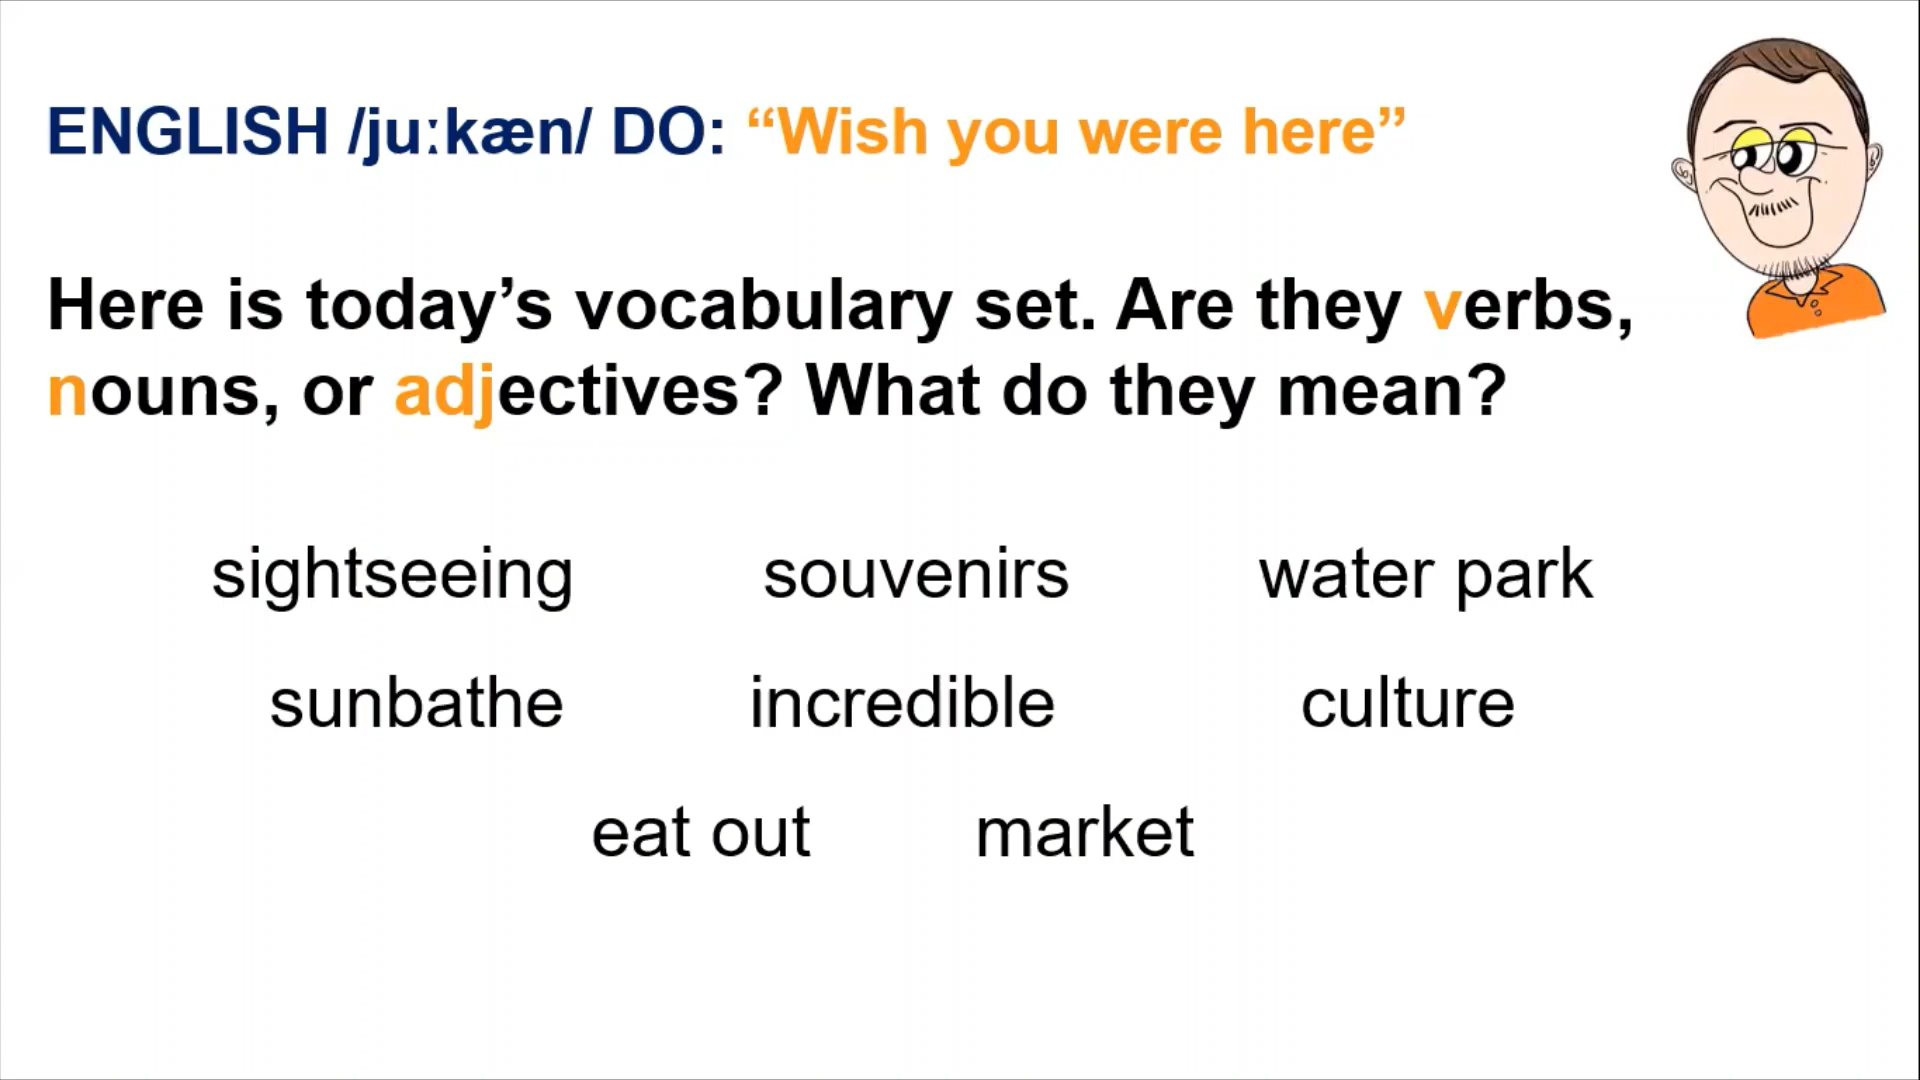 ENGLISH /juːkæn/ DO: “Wish you were here”
Here is today’s vocabulary set. Are they verbs,
nouns, or adjectives? What do they mean?
sightseeing souvenirs water park
sunbathe incredible culture
eat out market